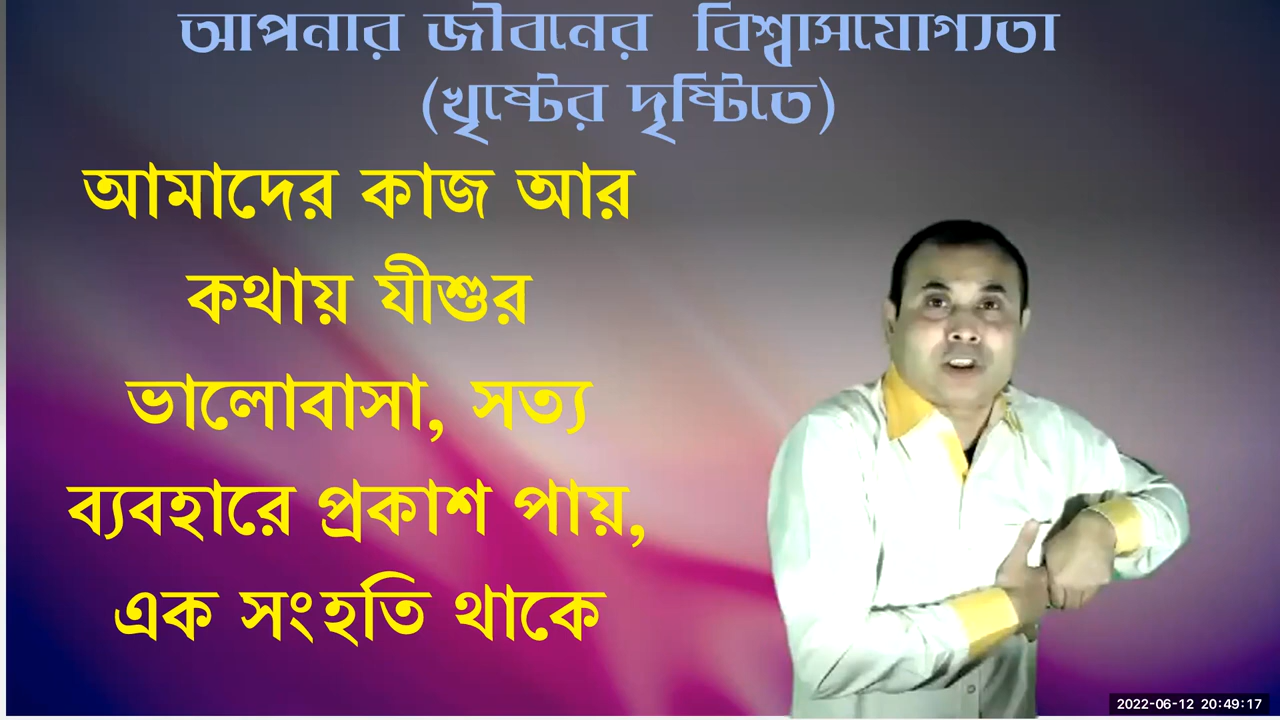 আপনার জীবনের বিশ্বাসযোগ্যতা
(খৃষ্টের দৃষ্টিতে)
আমাদের কাজ আর
কথায় যীশুর
ভালোবাসা, সত্য
ব্যবহারে প্রকাশ পায়,
এক সংহতি থাকে
2022-06-12 20:49:17